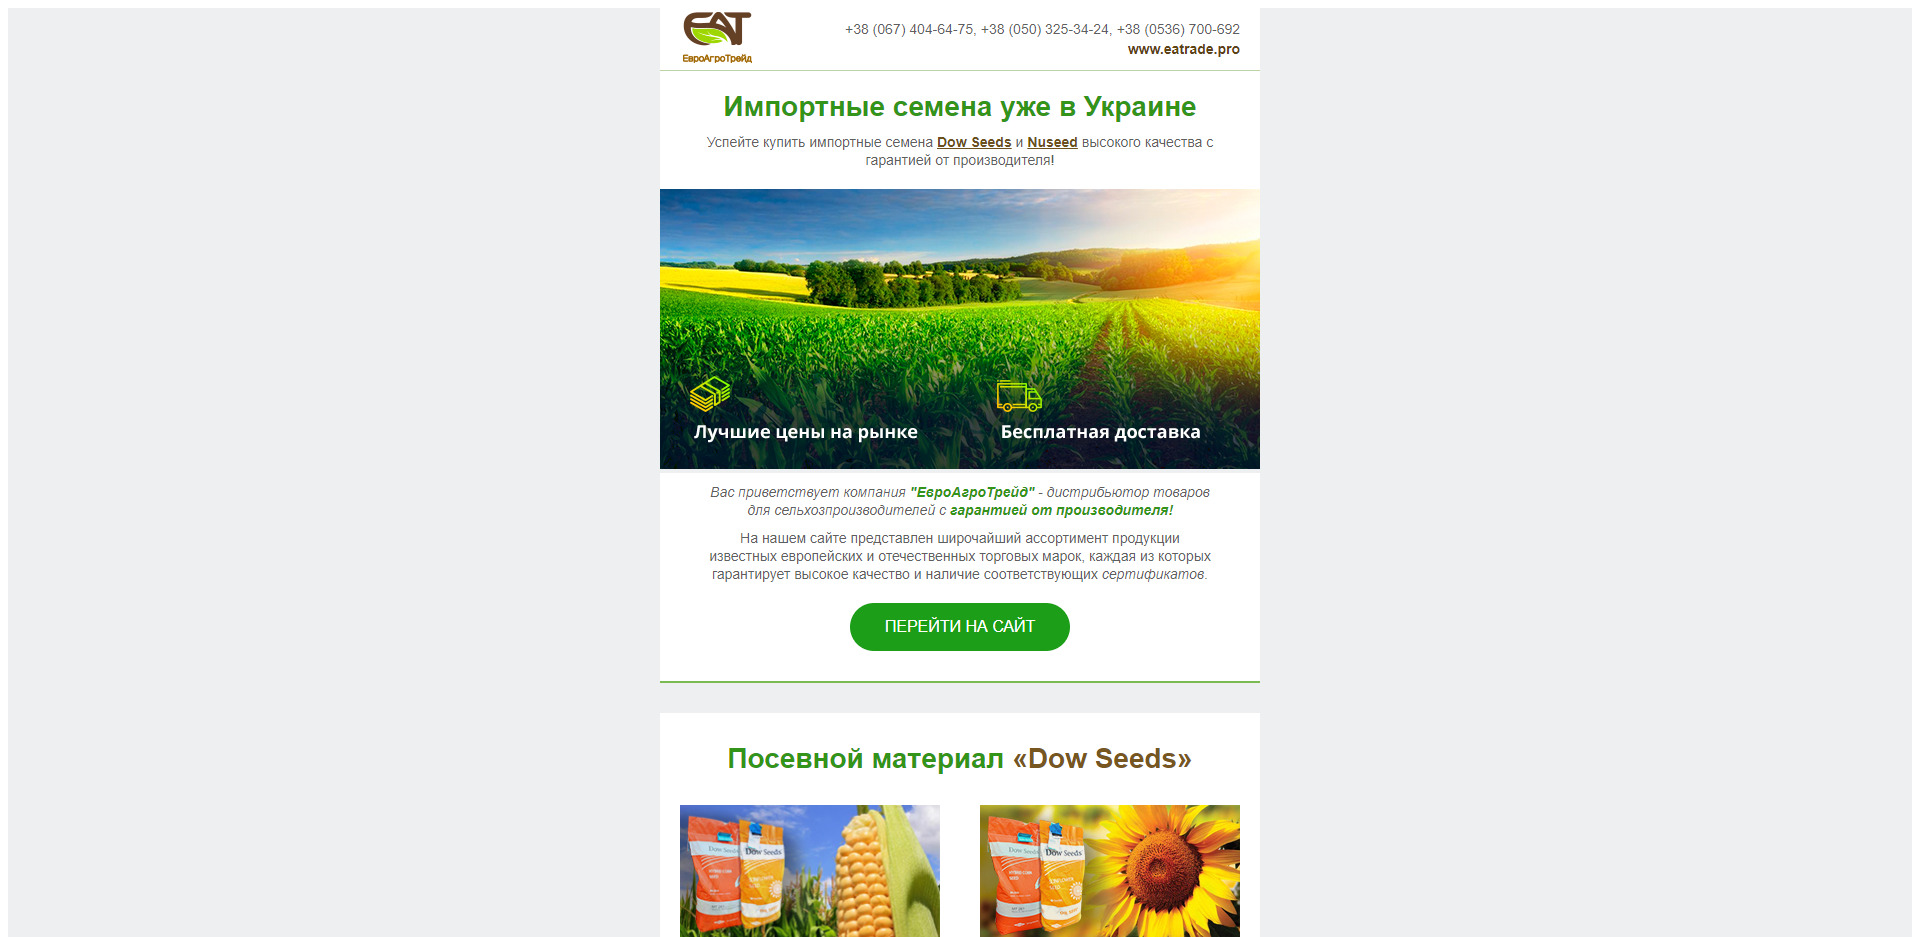 EAT
ЕвроАгроТрейд
+38 (067) 404-64-75, +38 (050) 325-34-24, +38 (0536) 700-692
www.eatrade.pro
Импортные семена уже в Украине
Успейте купить импортные семена Dow Seeds и Nuseed высокого качества с
гарантией от производителя!
Лучшие цены на рынке
Бесплатная доставка
Вас приветствует компания "ЕвроАгроТрейд" - дистрибьютор товаров
для сельхозпроизводителей с гарантией от производителя!
На нашем сайте представлен широчайший ассортимент продукции
известных европейских и отечественных торговых марок, каждая из которых
гарантирует высокое качество и наличие соответствующих сертификатов.
ПЕРЕЙТИ НА САЙТ
Посевной материал «Dow Seeds»
Dow Seeds
Dow Seeds
Dow Seeds
Dow Seeds